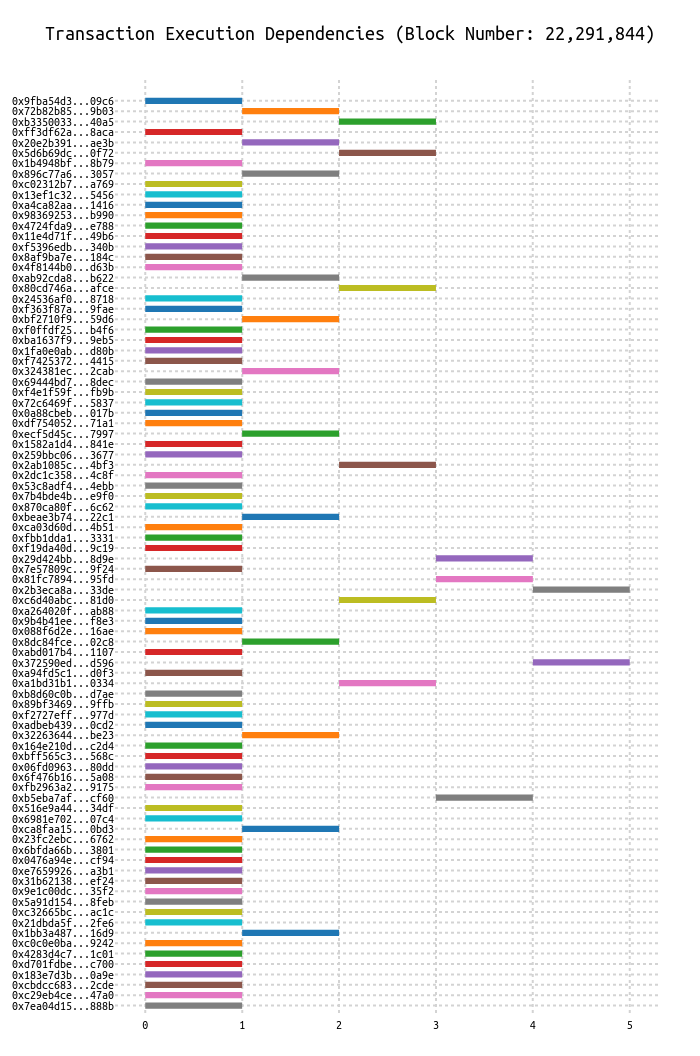 Transaction Execution Dependencies (Block Number: 22,291,844)
0x9fba54d3...09c6
0x72b82b85...9b03
0xb3350033...40a5
0xff3df62a...8aca
0x20e2b391...ae3b
0x5d6b69dc...0f72
0x1b4948bf...8b79
0x896c77a6...3057
0xc02312b7...a769
0x13ef1c32...5456
0xa4ca82aa...1416
0x98369253...b990
0x4724fda9...e788
0x11e4d71f...49b6
0xf5396edb...340b
0x8af9ba7e...184c
0x4f8144b0...d63b
0xab92cda8...b622
0x80cd746a...afce
0x24536af0...8718
0xf363f87a...9fae
0xbf2710f9...59d6
0xf0ffdf25...b4f6
0xba1637f9...9eb5
0x1fa0e0ab...d80b
0xf7425372...4415
0x324381ec...2cab
0x69444bd7...8dec
0xf4e1f59f...fb9b
0x72c6469f...5837
0x0a88cbeb...017b
0xdf754052...71a1
0xecf5d45c...7997
0x1582a1d4...841e
0x259bbc06...3677
0x2ab1085c...4bf3
0x2dc1c358...4c8f
0x53c8adf4...4ebb
0x7b4bde4b...e9f0
0x870ca80f...6c62
0xbeae3b74...22c1
0xca03d60d...4b51
0xfbb1dda1...3331
0xf19da40d...9c19
0x29d424bb...8d9e
0x7e57809c...9f24
0x81fc7894...95fd
0x2b3eca8a...33de
0xc6d40abc...81d0
0xa264020f...ab88
0x9b4b41ee...f8e3
0x088f6d2e...16ae
0x8dc84fce...02c8
0xabd017b4...1107
0x372590ed...d596
0xa94fd5c1...d0f3
0xa1bd31b1...0334
0xb8d60c0b...d7ae
0x89bf3469...9ffb
0xf2727eff...977d
0xadbeb439...0cd2
0x32263644...be23
0x164e210d...c2d4
0xbff565c3...568c
0x06fd0963...80dd
0x6f476b16...5a08
0xfb2963a2...9175
0xb5eba7af...cf60
0x516e9a44...34df
0x6981e702...07c4
0xca8faa15...0bd3
0x23fc2ebc...6762
0x6bfda66b...3801
0x0476a94e...cf94
0xe7659926...a3b1
0x31b62138...ef24
0x9e1c00dc...35f2
0x5a91d154...8feb
0xc32665bc...ac1c
0x21dbda5f...2fe6
0x1bb3a487...16d9
0xc0c0e0ba...9242
0x4283d4c7...1c01
0xd701fdbe...c700
0x183e7d3b...0a9e
0xcbdcc683...2cde
0xc29eb4ce...47a0
0x7ea04d15...888b
0 1 2 3 4 5